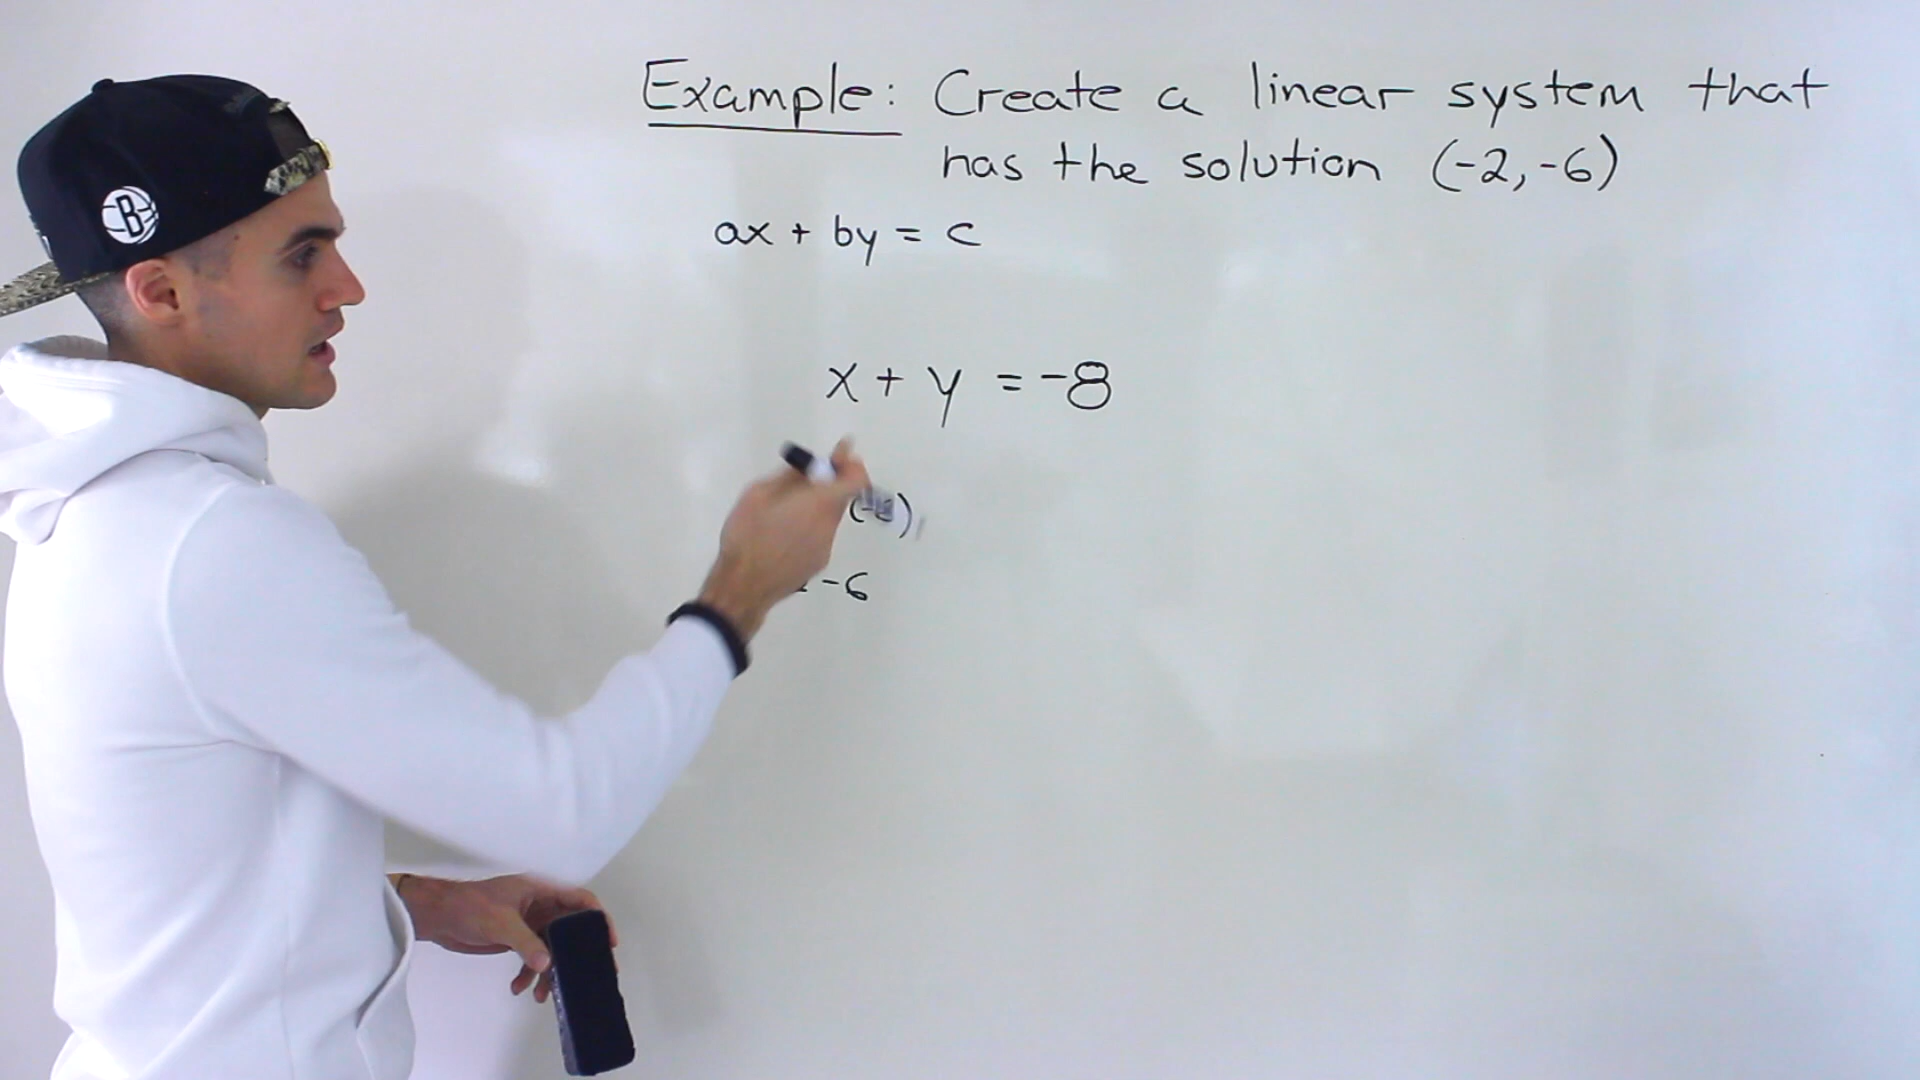 Example: Create a linear system that
has the solution (-2,-6)
ax + by = c
x + y = -8
-6
B